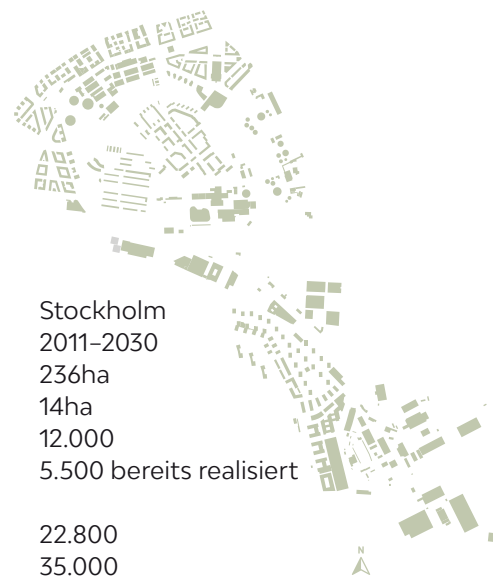 Stockholm
2011–2030
236ha
14ha
12.000
5.500 bereits realisiert
22.800
35.000
N